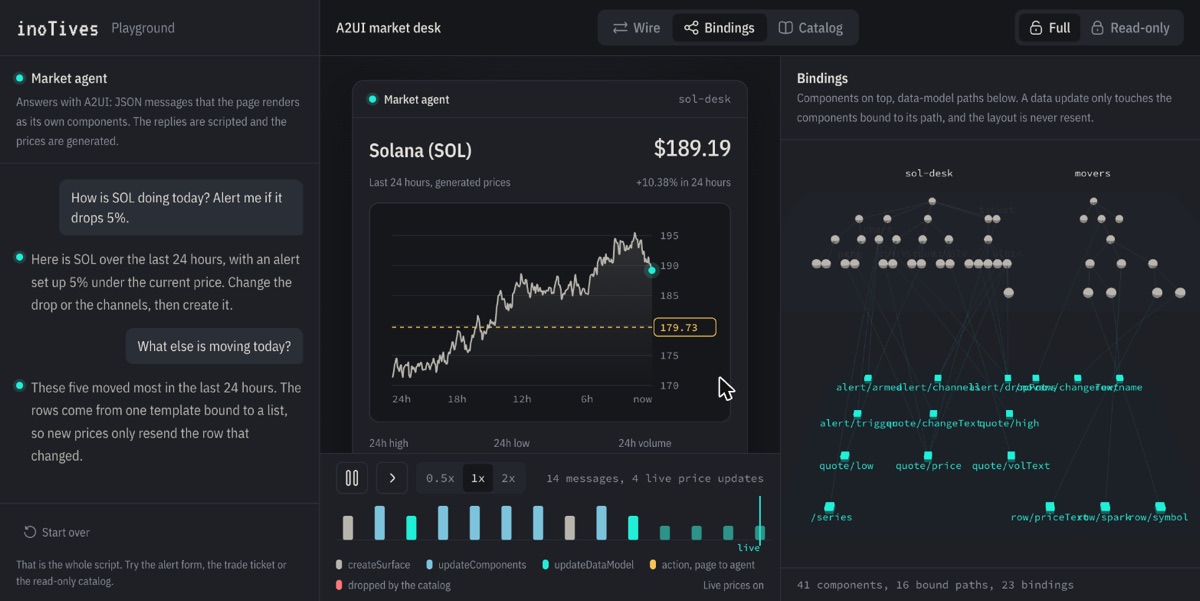 inoTives Playground
A2UI market desk
Wire
Bindings
Catalog
Full
Read-only
Market agent
Answers with A2UI: JSON messages that the page renders
as its own components. The replies are scripted and the
prices are generated.
How is SOL doing today? Alert me if it
drops 5%.
Here is SOL over the last 24 hours, with an alert
set up 5% under the current price. Change the
drop or the channels, then create it.
What else is moving today?
These five moved most in the last 24 hours. The
rows come from one template bound to a list,
so new prices only resend the row that
changed.
Start over
That is the whole script. Try the alert form, the trade ticket or
the read-only catalog.
Market agent
sol-desk
Solana (SOL)
$189.19
Last 24 hours, generated prices
+10.38% in 24 hours
195
190
185
179.73
175
170
24h
18h
12h
6h
now
24h high
24h low
24h volume
0.5x
1x
2x
14 messages, 4 live price updates
live
createSurface
updateComponents
updateDataModel
action, page to agent
dropped by the catalog
Live prices on
Bindings
Components on top, data-model paths below. A data update only touches the
components bound to its path, and the layout is never resent.
sol-desk
movers
alert/armed
alert/channels
quote/changeText
quote/high
quote/low
quote/price
quote/volText
/series
row/priceText
row/spark
row/symbol
41 components, 16 bound paths, 23 bindings